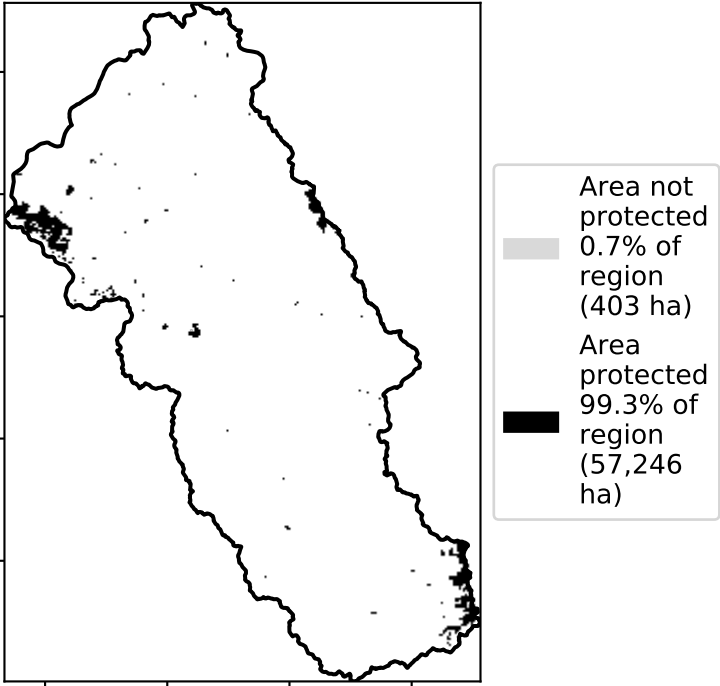 Area not
protected
0.7% of
region
(403 ha)
Area
protected
99.3% of
region
(57,246
ha)